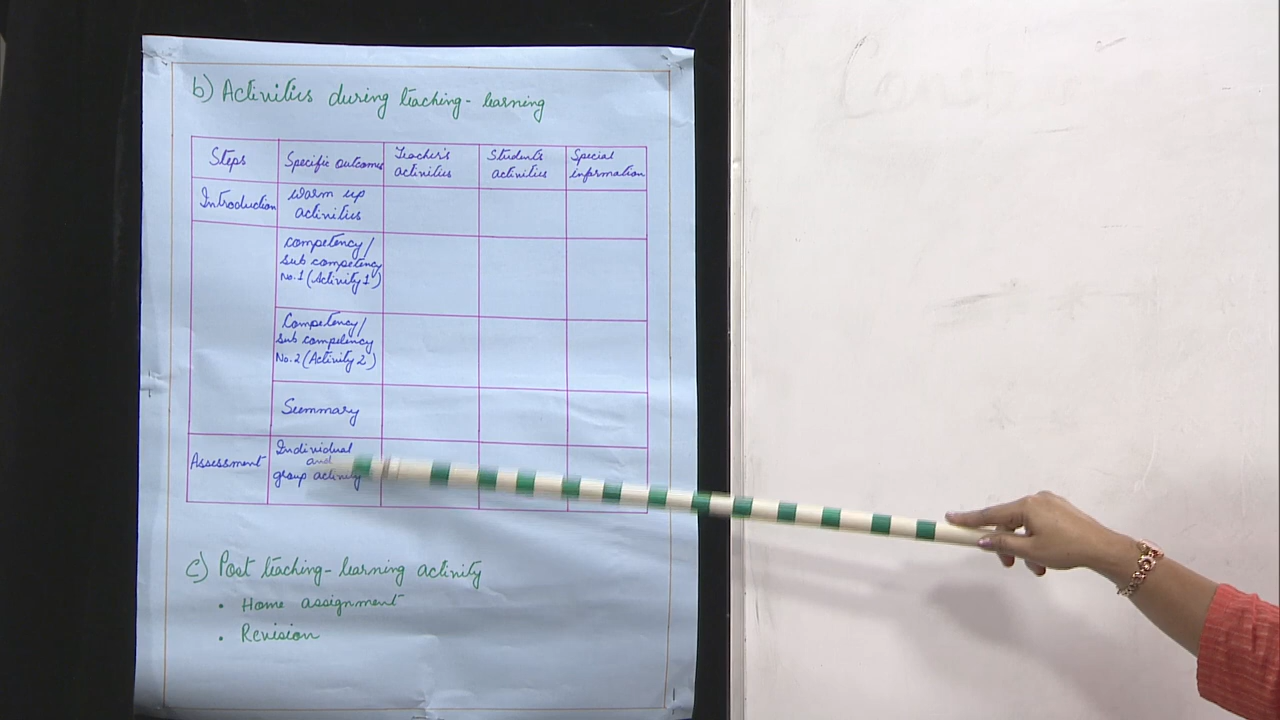 b) Activities during teaching-learning
Steps
Specific outcomes
Teacher's
activities
Students
activities
Special
information
Introduction
Warm up
activities
Competency/
sub competency
No.1 (Activity 1)
Competency/
sub competency
No.2 (Activity 2)
Summary
Assessment
Individual
and
group activity
c) Post teaching-learning activity
• Home assignment
• Revision